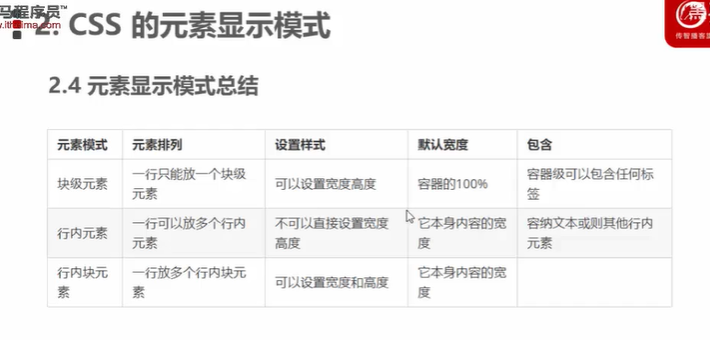 马程序员™
www.itheima.com
2. CSS 的元素显示模式
传智播客
2.4 元素显示模式总结
元素模式 元素排列 设置样式 默认宽度 包含
块级元素 一行只能放一个块级元素 可以设置宽度高度 容器的100% 容器级可以包含任何标签
行内元素 一行可以放多个行内元素 不可以直接设置宽度高度 它本身内容的宽度 容纳文本或则其他行内元素
行内块元素 一行放多个行内块元素 可以设置宽度和高度 它本身内容的宽度